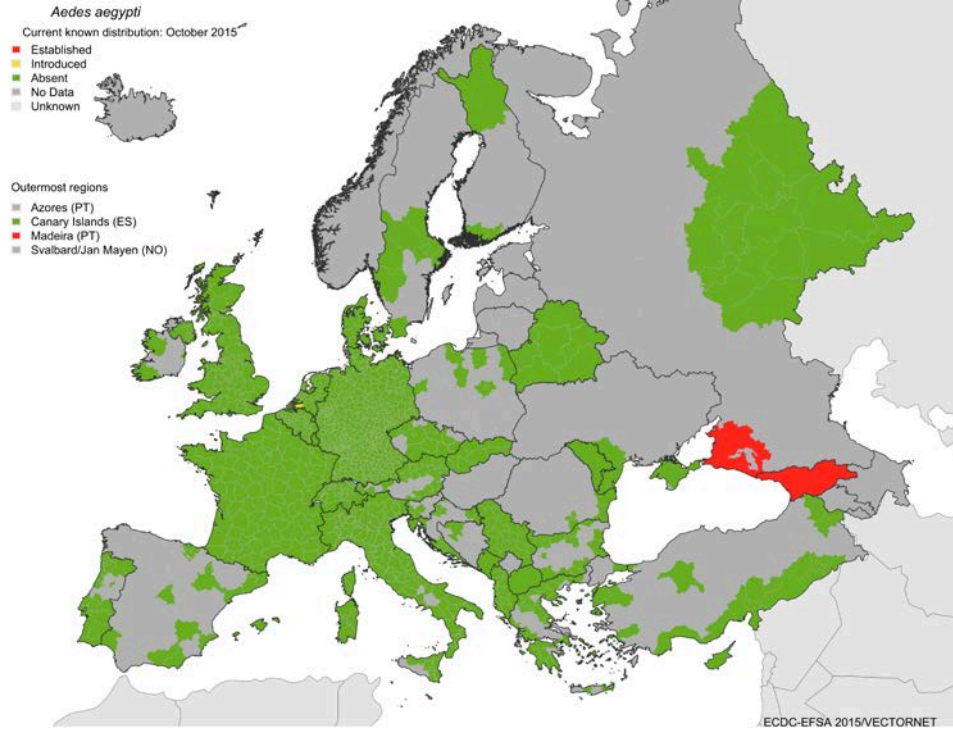 Aedes aegypti
Current known distribution: October 2015
Established
Introduced
Absent
No Data
Unknown
Outermost regions
Azores (PT)
Canary Islands (ES)
Madeira (PT)
Svalbard/Jan Mayen (NO)
ECDC-EFSA 2015/VECTORNET